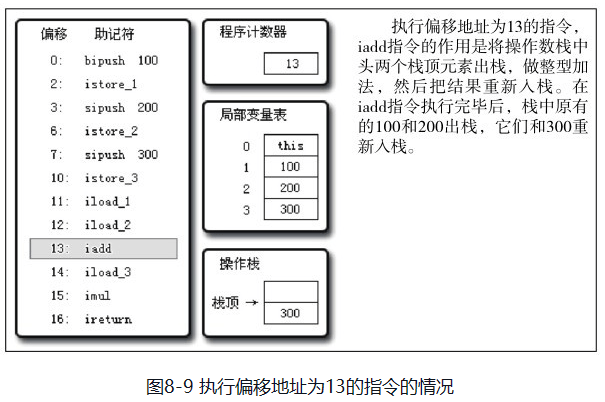 偏移 助记符
0: bipush 100
2: istore_1
3: sipush 200
6: istore_2
7: sipush 300
10: istore_3
11: iload_1
12: iload_2
13: iadd
14: iload_3
15: imul
16: ireturn
程序计数器
13
局部变量表
0 this
1 100
2 200
3 300
操作栈
栈顶 →
300
执行偏移地址为13的指令，
iadd指令的作用是将操作数栈中
头两个栈顶元素出栈，做整型加
法，然后把结果重新入栈。在
iadd指令执行完毕后，栈中原有
的100和200出栈，它们和300重
新入栈。
图8-9 执行偏移地址为13的指令的情况